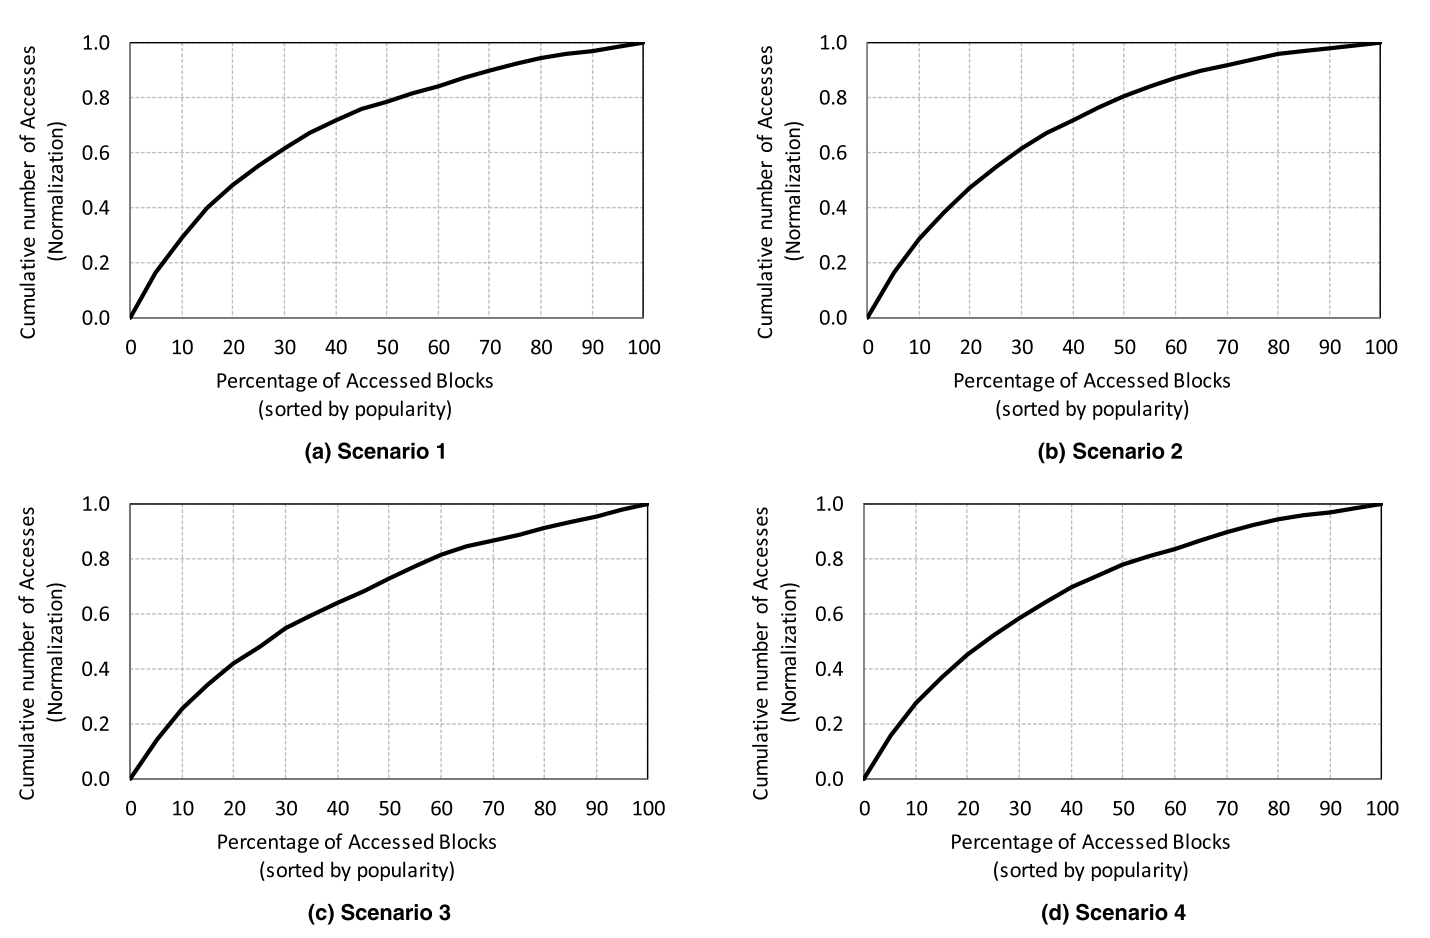 Cumulative number of Accesses
(Normalization)
1.0
0.8
0.6
0.4
0.2
0.0
0 10 20 30 40 50 60 70 80 90 100
Percentage of Accessed Blocks
(sorted by popularity)
(a) Scenario 1
Cumulative number of Accesses
(Normalization)
1.0
0.8
0.6
0.4
0.2
0.0
0 10 20 30 40 50 60 70 80 90 100
Percentage of Accessed Blocks
(sorted by popularity)
(b) Scenario 2
Cumulative number of Accesses
(Normalization)
1.0
0.8
0.6
0.4
0.2
0.0
0 10 20 30 40 50 60 70 80 90 100
Percentage of Accessed Blocks
(sorted by popularity)
(c) Scenario 3
Cumulative number of Accesses
(Normalization)
1.0
0.8
0.6
0.4
0.2
0.0
0 10 20 30 40 50 60 70 80 90 100
Percentage of Accessed Blocks
(sorted by popularity)
(d) Scenario 4